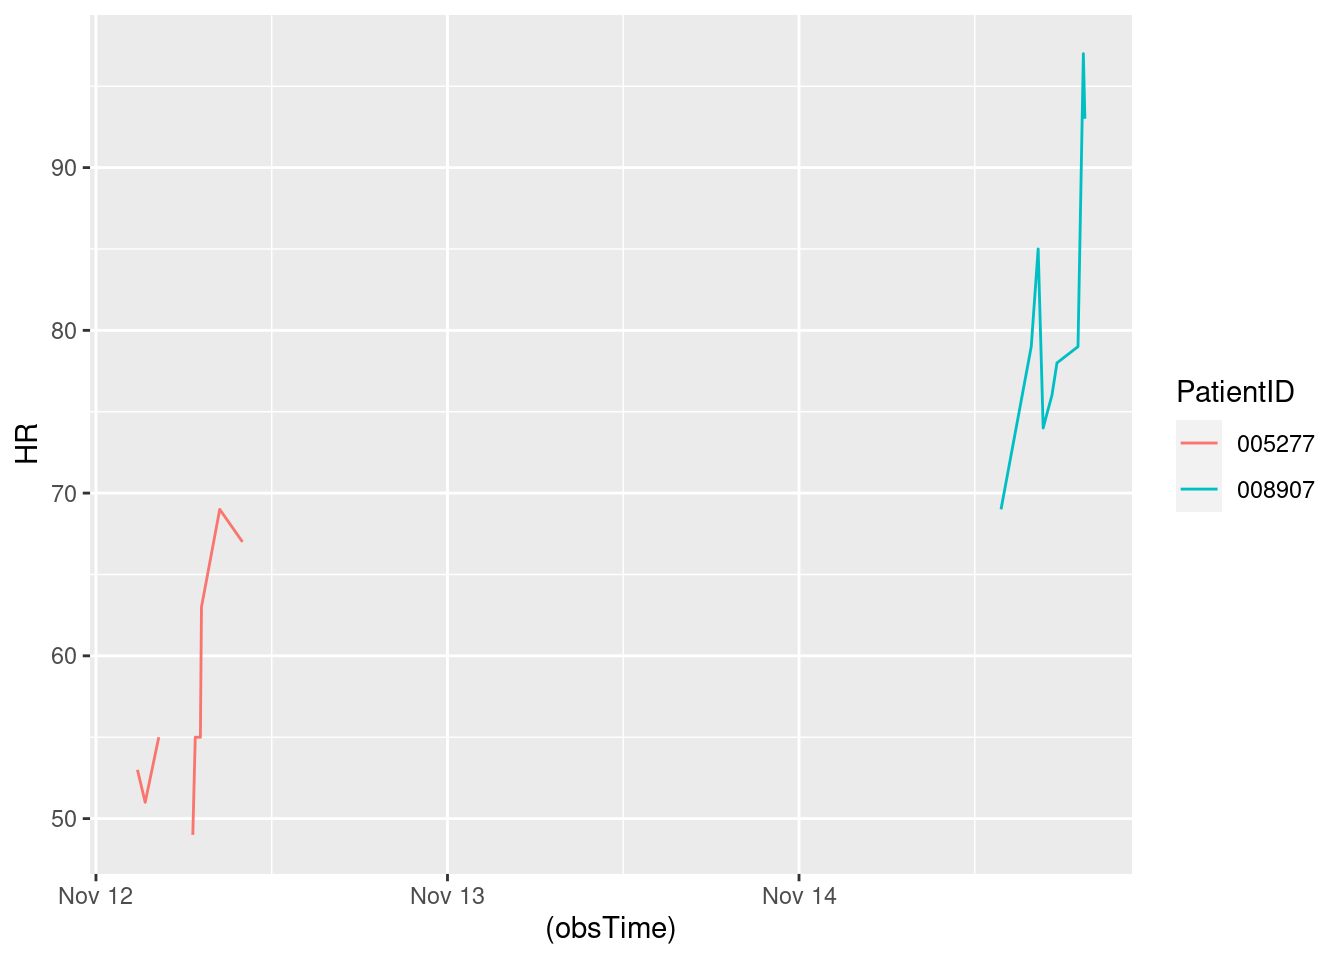 90
80
70
60
50
HR
Nov 12
Nov 13
Nov 14
(obsTime)
PatientID
005277
008907